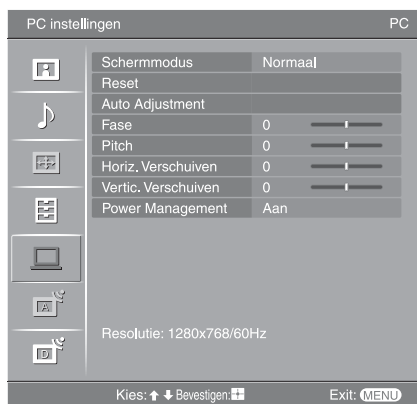 PC instellingen PC
Schermmodus Normaal
Reset
Auto Adjustment
Fase 0
Pitch 0
Horiz. Verschuiven 0
Vertic. Verschuiven 0
Power Management Aan
A
D
Resolutie: 1280x768/60Hz
Kies: Bevestigen: Exit: MENU